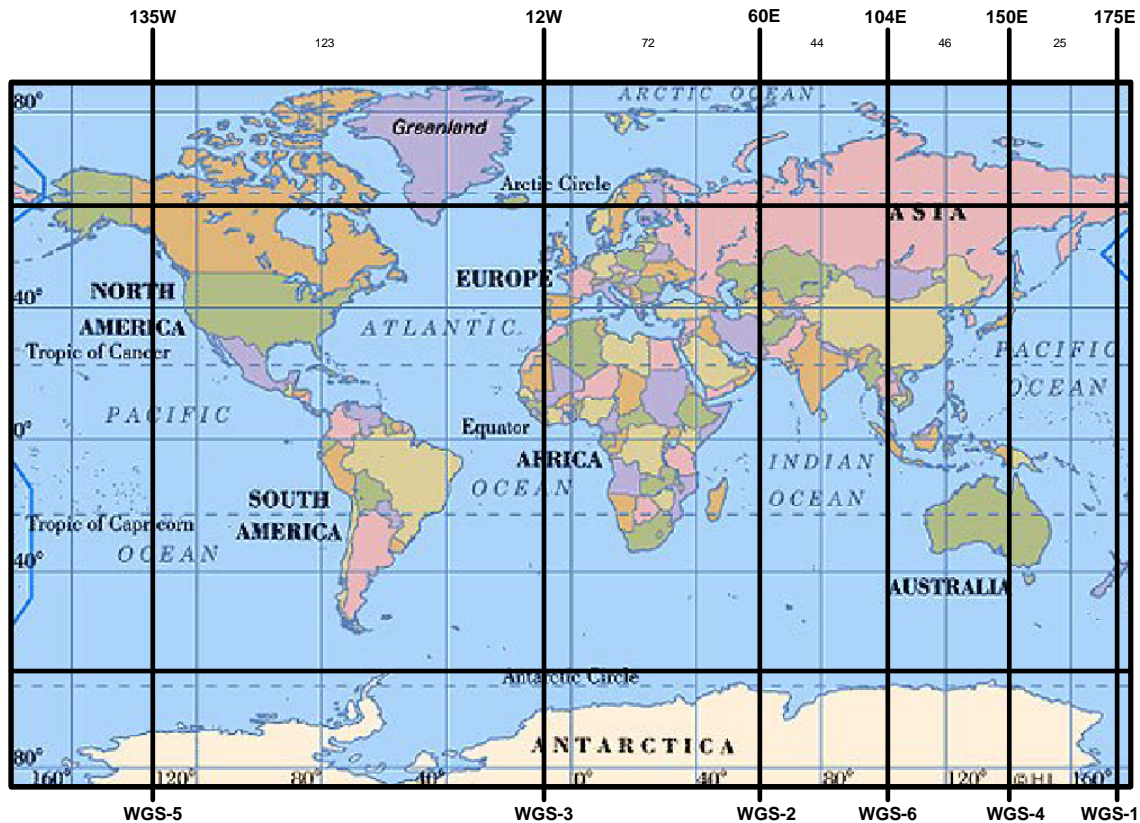 135W 12W 60E 104E 150E 175E
123 72 44 46 25
80°
ARCTIC OCEAN
Greenland
Arctic Circle
ASIA
EUROPE
NORTH
40°
AMERICA
ATLANTIC
Tropic of Cancer
PACIFIC
OCEAN
PACIFIC
0°
Equator
AFRICA
INDIAN
OCEAN
OCEAN
SOUTH
AMERICA
Tropic of Capricorn
OCEAN
40°
AUSTRALIA
Antarctic Circle
ANTARCTICA
80°
160° 120° 80° 40° 0° 40° 80° 120° 160°
WGS-5 WGS-3 WGS-2 WGS-6 WGS-4 WGS-1